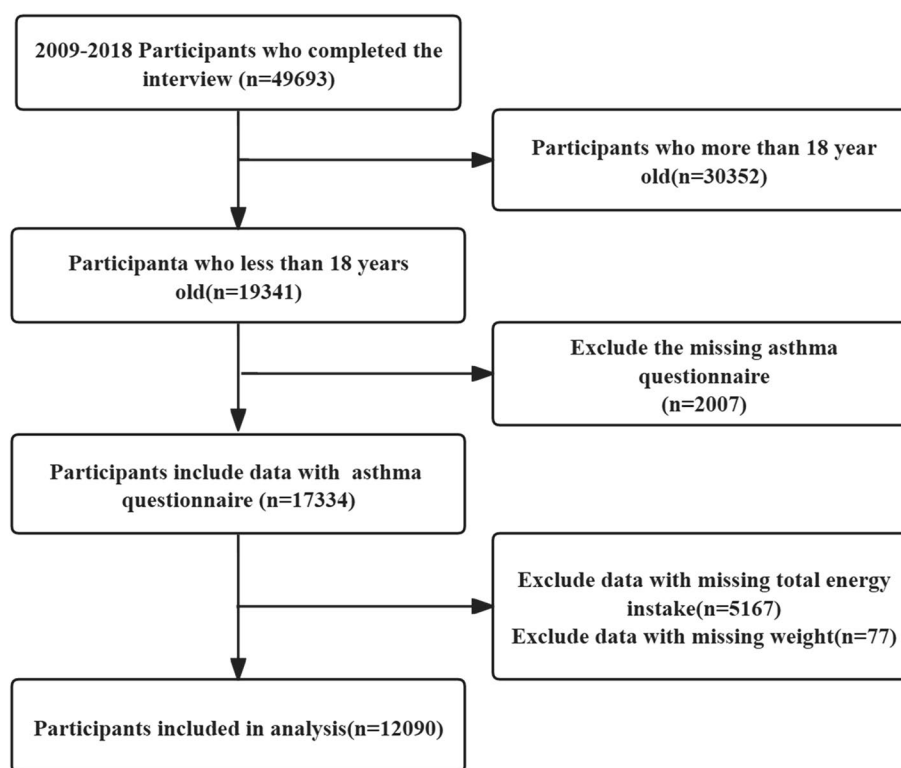 2009-2018 Participants who completed the
interview (n=49693)
Participants who more than 18 year
old(n=30352)
Participanta who less than 18 years
old(n=19341)
Exclude the missing asthma
questionnaire
(n=2007)
Participants include data with  asthma
questionnaire (n=17334)
Exclude data with missing total energy
instake(n=5167)
Exclude data with missing weight(n=77)
Participants included in analysis(n=12090)